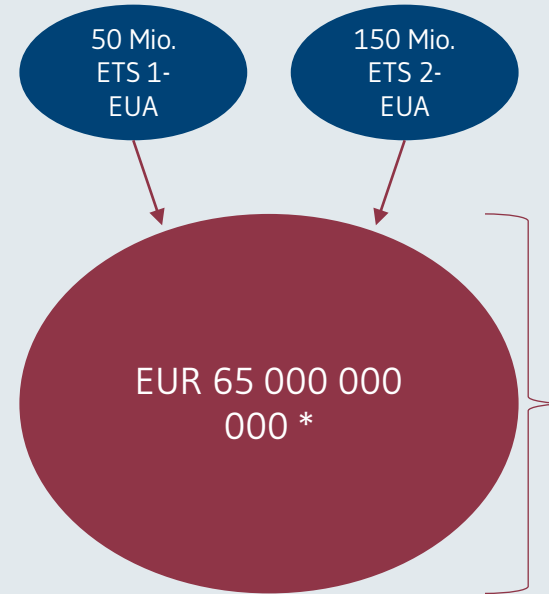 50 Mio.
ETS 1-
EUA
150 Mio.
ETS 2-
EUA
EUR 65 000 000
000 *